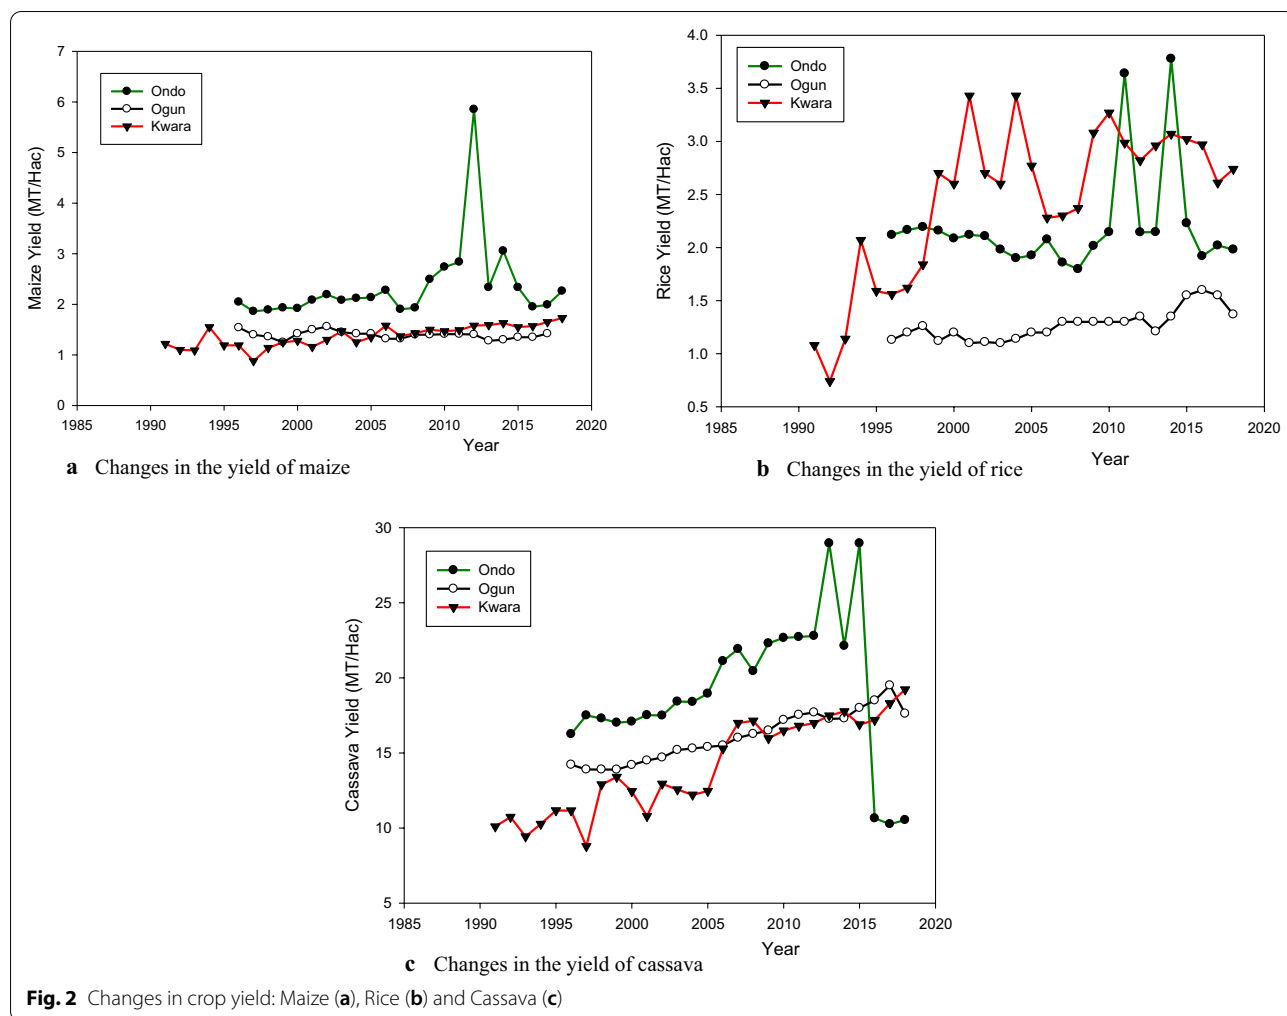 7
6
5
4
3
2
1
0
Maize Yield (MT/Hac)
Ondo
Ogun
Kwara
1985 1990 1995 2000 2005 2010 2015 2020
Year
a Changes in the yield of maize
4.0
3.5
3.0
2.5
2.0
1.5
1.0
0.5
Rice Yield (MT/Hac)
Ondo
Ogun
Kwara
1985 1990 1995 2000 2005 2010 2015 2020
Year
b Changes in the yield of rice
30
25
20
15
10
5
Cassava Yield (MT/Hac)
Ondo
Ogun
Kwara
1985 1990 1995 2000 2005 2010 2015 2020
Year
c Changes in the yield of cassava
Fig. 2 Changes in crop yield: Maize (a), Rice (b) and Cassava (c)